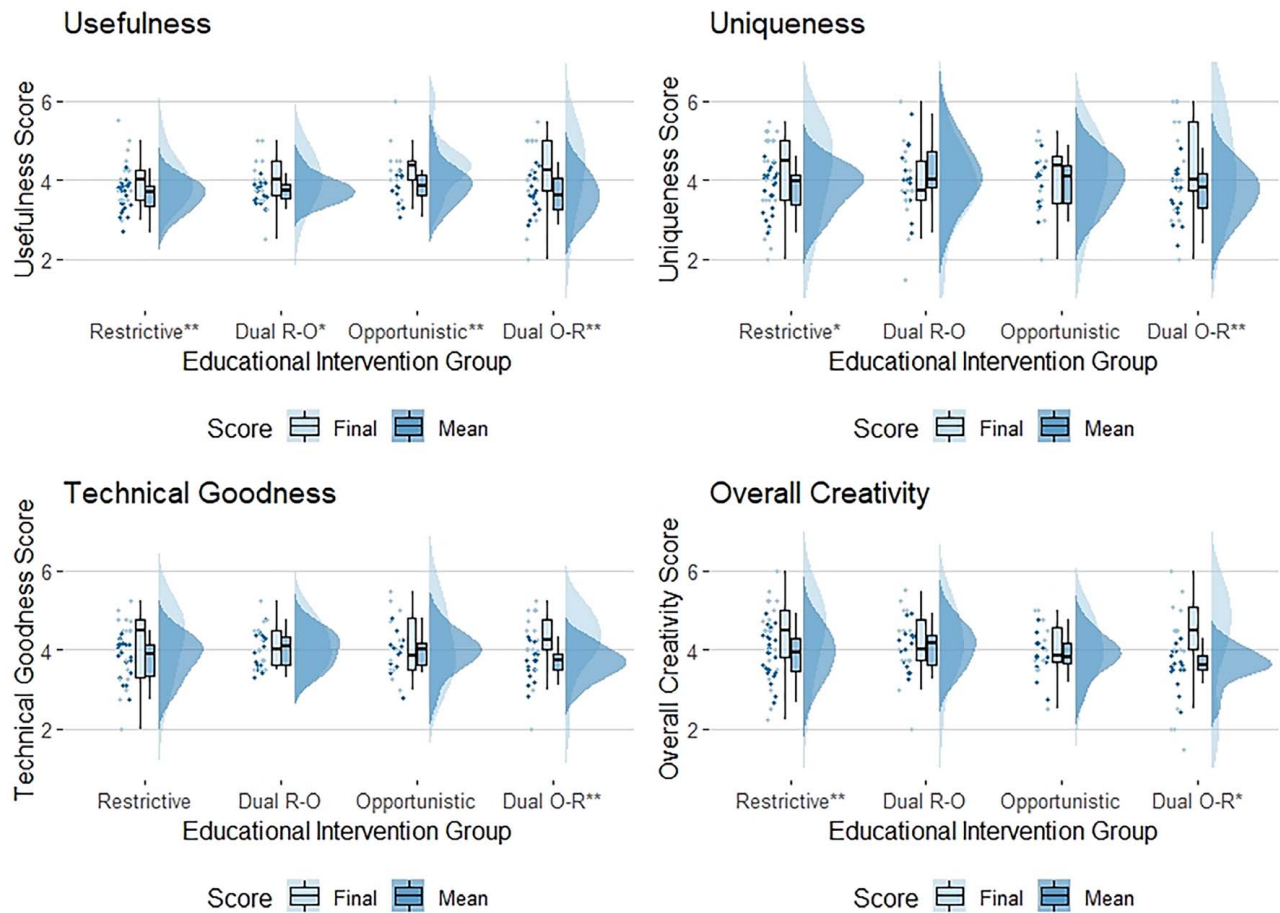 Usefulness
Usefulness Score
6
4
2
Restrictive** Dual R-O* Opportunistic** Dual O-R**
Educational Intervention Group
Score Final Mean
Uniqueness
Uniqueness Score
6
4
2
Restrictive* Dual R-O Opportunistic Dual O-R**
Educational Intervention Group
Score Final Mean
Technical Goodness
Technical Goodness Score
6
4
2
Restrictive Dual R-O Opportunistic Dual O-R**
Educational Intervention Group
Score Final Mean
Overall Creativity
Overall Creativity Score
6
4
2
Restrictive** Dual R-O Opportunistic Dual O-R*
Educational Intervention Group
Score Final Mean